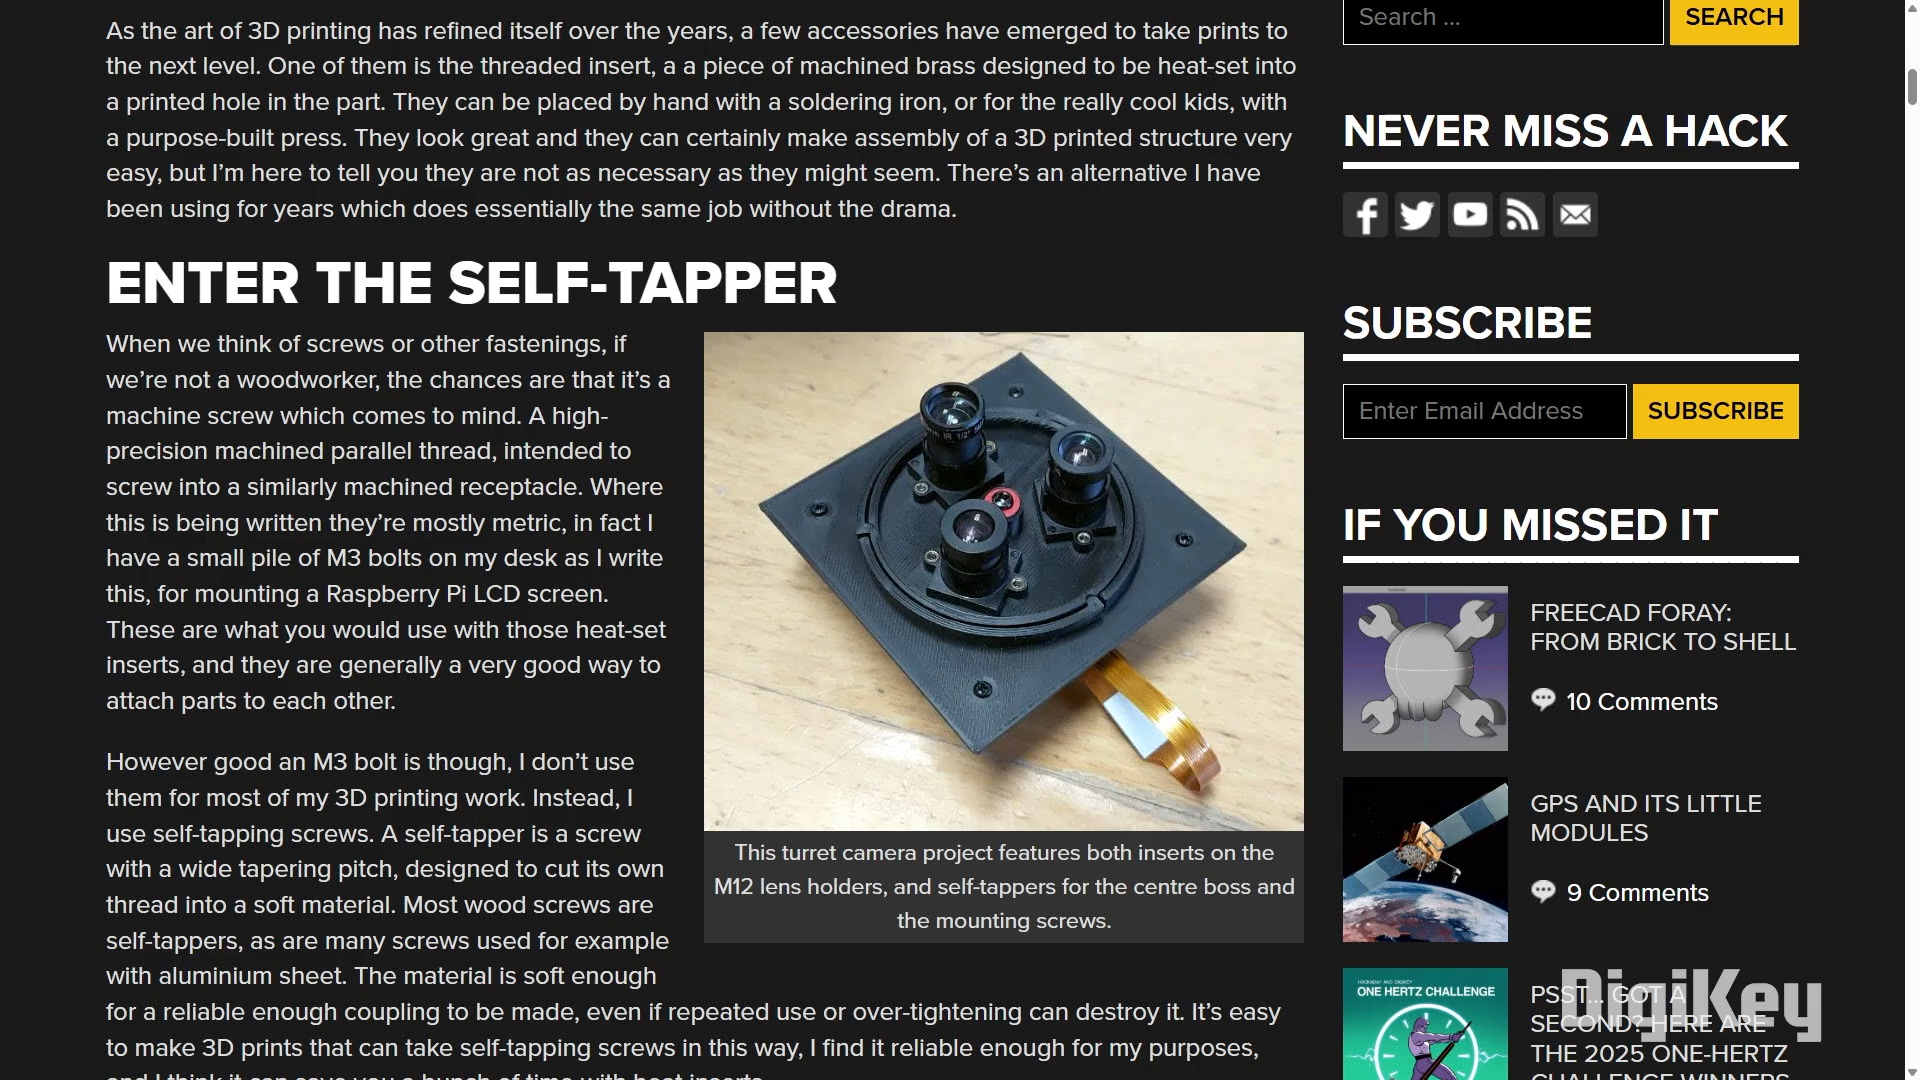 As the art of 3D printing has refined itself over the years, a few accessories have emerged to take prints to
the next level. One of them is the threaded insert, a a piece of machined brass designed to be heat-set into
a printed hole in the part. They can be placed by hand with a soldering iron, or for the really cool kids, with
a purpose-built press. They look great and they can certainly make assembly of a 3D printed structure very
easy, but I’m here to tell you they are not as necessary as they might seem. There’s an alternative I have
been using for years which does essentially the same job without the drama.
ENTER THE SELF-TAPPER
When we think of screws or other fastenings, if
we’re not a woodworker, the chances are that it’s a
machine screw which comes to mind. A high-
precision machined parallel thread, intended to
screw into a similarly machined receptacle. Where
this is being written they’re mostly metric, in fact I
have a small pile of M3 bolts on my desk as I write
this, for mounting a Raspberry Pi LCD screen.
These are what you would use with those heat-set
inserts, and they are generally a very good way to
attach parts to each other.
However good an M3 bolt is though, I don’t use
them for most of my 3D printing work. Instead, I
use self-tapping screws. A self-tapper is a screw
with a wide tapering pitch, designed to cut its own
thread into a soft material. Most wood screws are
self-tappers, as are many screws used for example
with aluminium sheet. The material is soft enough
for a reliable enough coupling to be made, even if repeated use or over-tightening can destroy it. It’s easy
to make 3D prints that can take self-tapping screws in this way, I find it reliable enough for my purposes,
and I think it can save you a bunch of time with heat inserts.
This turret camera project features both inserts on the
M12 lens holders, and self-tappers for the centre boss and
the mounting screws.
Search ...
SEARCH
NEVER MISS A HACK
SUBSCRIBE
Enter Email Address
SUBSCRIBE
IF YOU MISSED IT
FREECAD FORAY:
FROM BRICK TO SHELL
10 Comments
GPS AND ITS LITTLE
MODULES
9 Comments
HACKADAY AND DIGIKEY
ONE HERTZ CHALLENGE
PSST… GOT A
SECOND? HERE ARE
THE 2025 ONE-HERTZ
CHALLENGE WINNERS
DigiKey